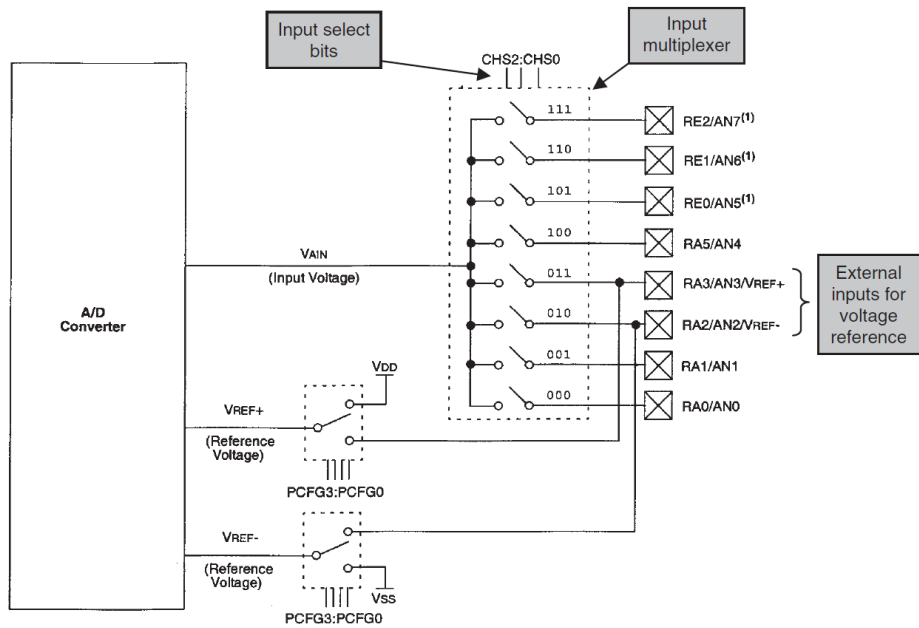 Input select
bits
Input
multiplexer
CHS2:CHS0
111
RE2/AN7(1)
110
RE1/AN6(1)
101
RE0/AN5(1)
100
RA5/AN4
VAIN
(Input Voltage)
011
RA3/AN3/VREF+
010
RA2/AN2/VREF-
External
inputs for
voltage
reference
A/D
Converter
001
RA1/AN1
000
RA0/AN0
VDD
VREF+
(Reference
Voltage)
PCFG3:PCFG0
VREF-
(Reference
Voltage)
VSS
PCFG3:PCFG0